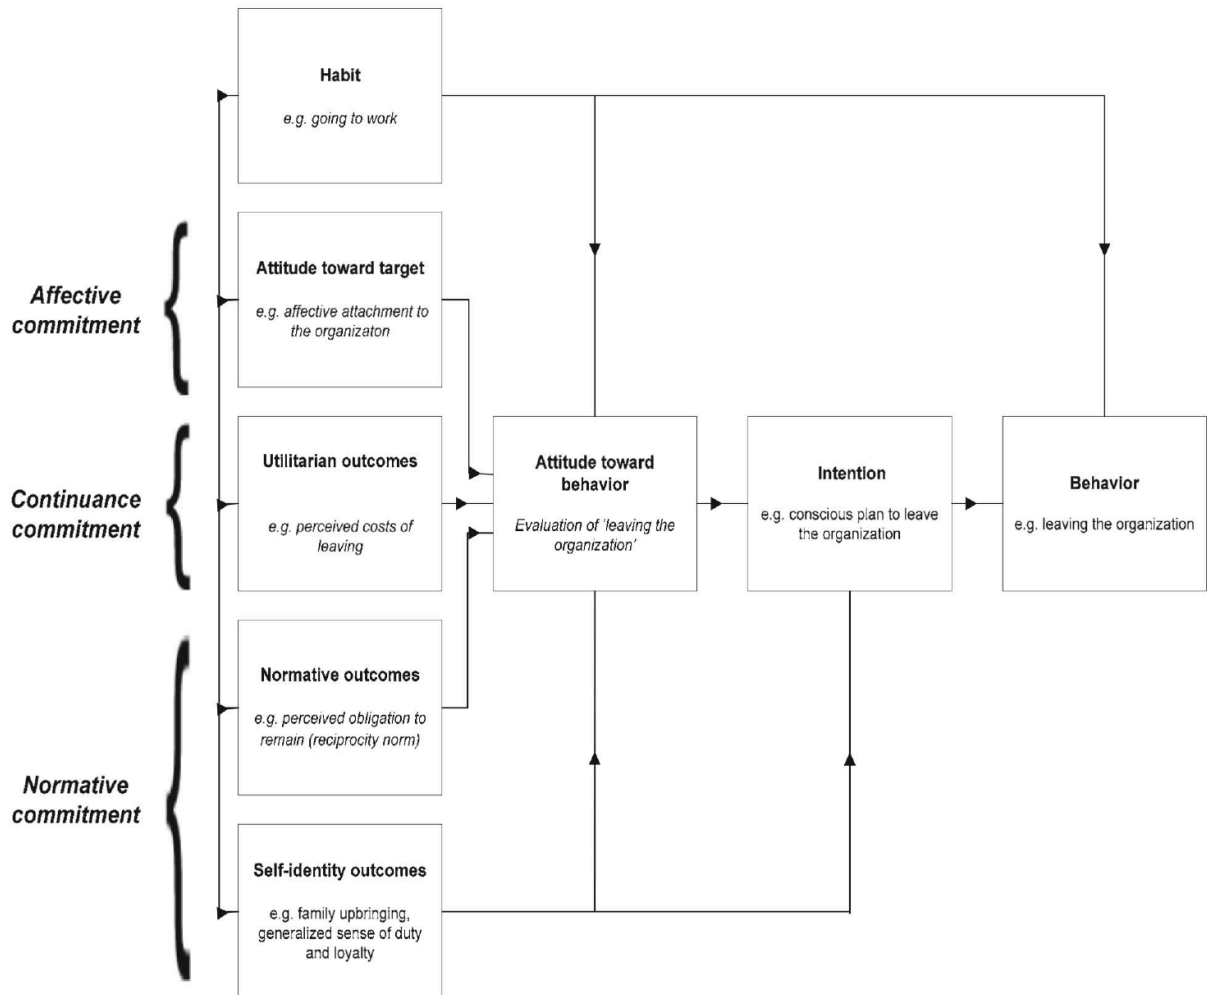 Habit
e.g. going to work
Attitude toward target
e.g. affective attachment to
the organizaton
Affective
commitment
Utilitarian outcomes
e.g. perceived costs of
leaving
Continuance
commitment
Attitude toward
behavior
Evaluation of 'leaving the
organization'
Intention
e.g. conscious plan to leave
the organization
Behavior
e.g. leaving the organization
Normative outcomes
e.g. perceived obligation to
remain (reciprocity norm)
Normative
commitment
Self-identity outcomes
e.g. family upbringing,
generalized sense of duty
and loyalty